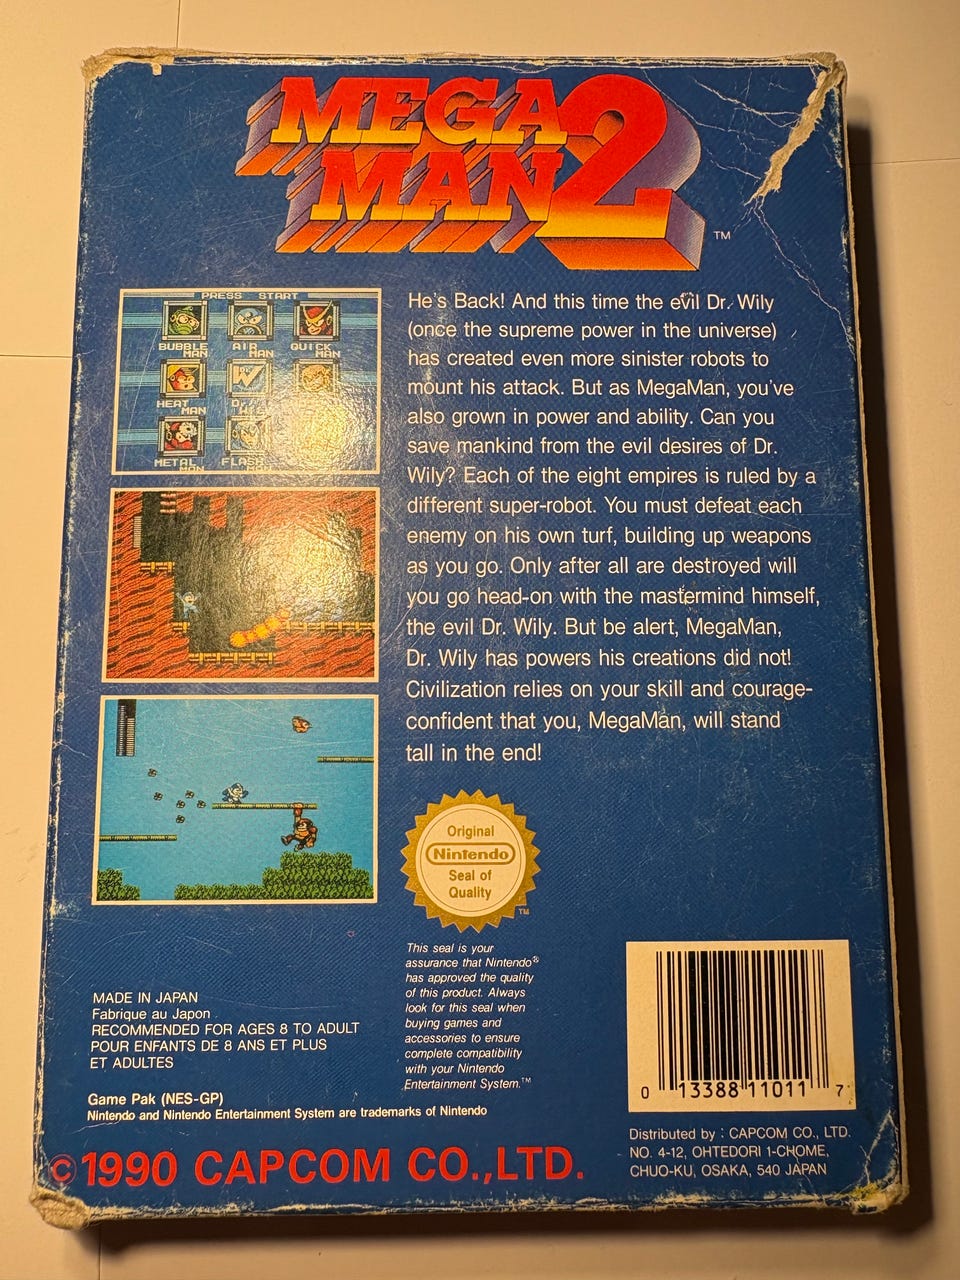 MEGA
MAN 2
TM
PRESS START
BUBBLE MAN
AIR MAN
QUICK MAN
HEAT MAN
METAL
He's Back! And this time the evil Dr. Wily
(once the supreme power in the universe)
has created even more sinister robots to
mount his attack. But as MegaMan, you've
also grown in power and ability. Can you
save mankind from the evil desires of Dr.
Wily? Each of the eight empires is ruled by a
different super-robot. You must defeat each
enemy on his own turf, building up weapons
as you go. Only after all are destroyed will
you go head-on with the mastermind himself,
the evil Dr. Wily. But be alert, MegaMan,
Dr. Wily has powers his creations did not!
Civilization relies on your skill and courage-
confident that you, MegaMan, will stand
tall in the end!
Original
Nintendo
Seal of
Quality
TM
This seal is your
assurance that Nintendo®
has approved the quality
of this product. Always
look for this seal when
buying games and
accessories to ensure
complete compatibility
with your Nintendo
Entertainment System.™
MADE IN JAPAN
Fabrique au Japon
RECOMMENDED FOR AGES 8 TO ADULT
POUR ENFANTS DE 8 ANS ET PLUS
ET ADULTES
Game Pak (NES-GP)
Nintendo and Nintendo Entertainment System are trademarks of Nintendo
0 13388 11011 7
Distributed by : CAPCOM CO., LTD.
NO. 4-12, OHTEDORI 1-CHOME,
CHUO-KU, OSAKA, 540 JAPAN
© 1990 CAPCOM CO.,LTD.